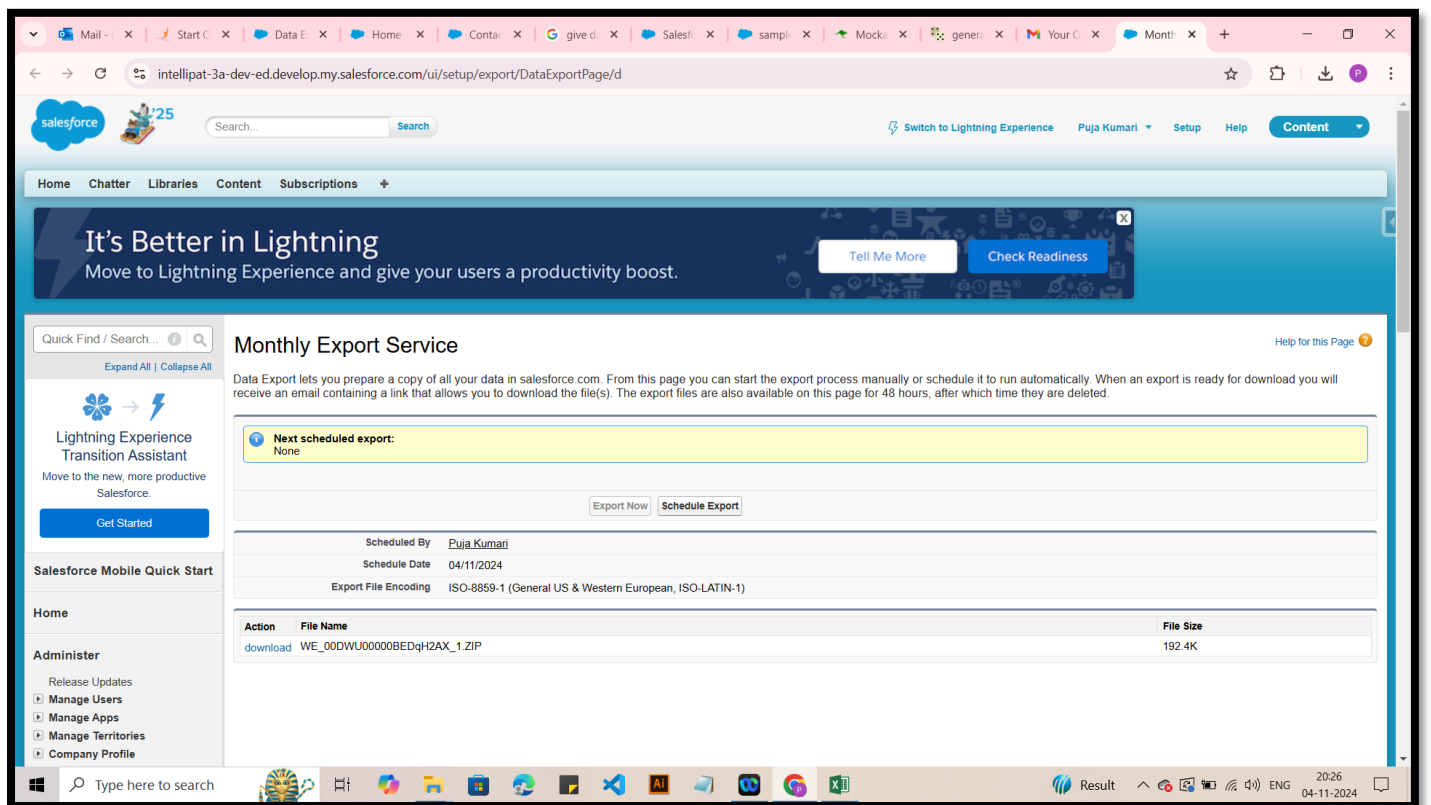 Mail -
Start C
Data E
Home
Contac
give d
Salesfo
sample
Mocka
genera
Your O
Month
intellipat-3a-dev-ed.develop.my.salesforce.com/ui/setup/export/DataExportPage/d
P
salesforce
'25
Search...
Search
Switch to Lightning Experience
Puja Kumari
Setup
Help
Content
Home
Chatter
Libraries
Content
Subscriptions
+
It's Better in Lightning
Move to Lightning Experience and give your users a productivity boost.
Tell Me More
Check Readiness
X
Quick Find / Search...
Expand All | Collapse All
Lightning Experience
Transition Assistant
Move to the new, more productive
Salesforce.
Get Started
Salesforce Mobile Quick Start
Home
Administer
Release Updates
Manage Users
Manage Apps
Manage Territories
Company Profile
Monthly Export Service
Help for this Page
Data Export lets you prepare a copy of all your data in salesforce.com. From this page you can start the export process manually or schedule it to run automatically. When an export is ready for download you will
receive an email containing a link that allows you to download the file(s). The export files are also available on this page for 48 hours, after which time they are deleted.
Next scheduled export:
None
Export Now
Schedule Export
Scheduled By Puja Kumari
Schedule Date 04/11/2024
Export File Encoding ISO-8859-1 (General US & Western European, ISO-LATIN-1)
Action File Name File Size
download WE_00DWU00000BEDqH2AX_1.ZIP 192.4K
Type here to search
Ai
Result
ENG
20:26
04-11-2024